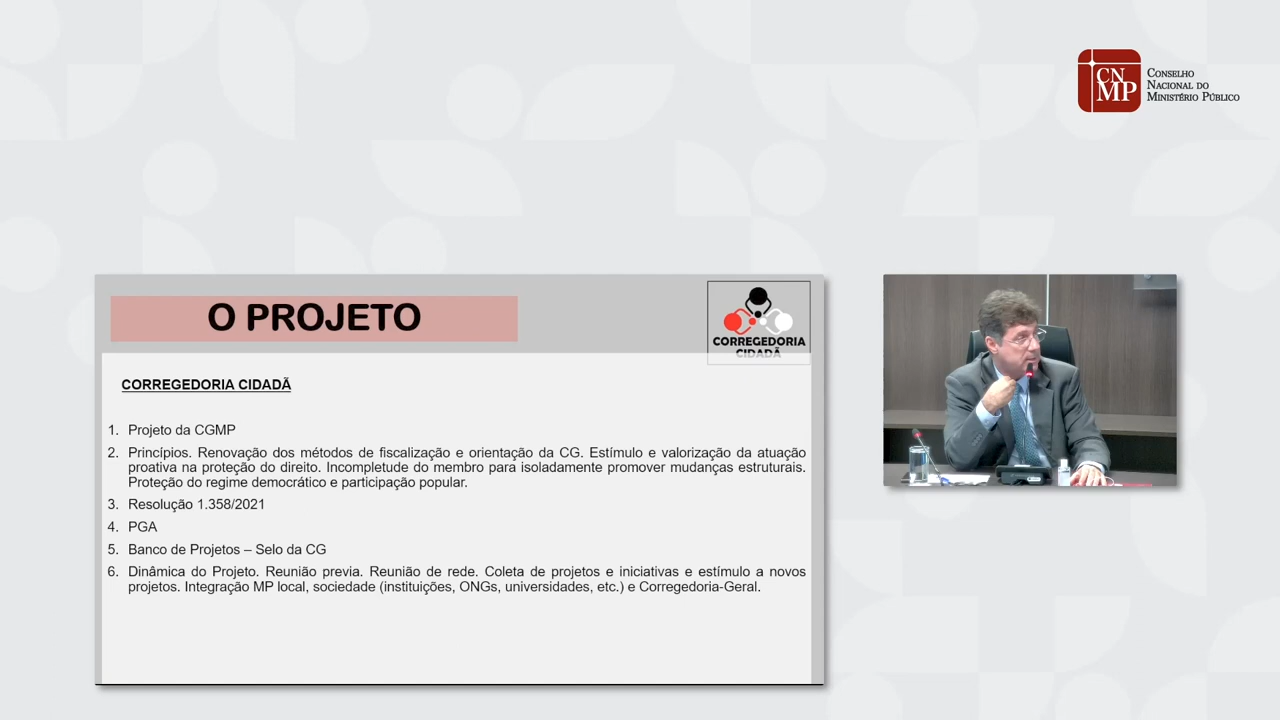 CN
MP
CONSELHO
NACIONAL DO
MINISTÉRIO PÚBLICO
O PROJETO
CORREGEDORIA
CIDADÃ
CORREGEDORIA CIDADÃ
1. Projeto da CGMP
2. Princípios. Renovação dos métodos de fiscalização e orientação da CG. Estímulo e valorização da atuação
proativa na proteção do direito. Incompletude do membro para isoladamente promover mudanças estruturais.
Proteção do regime democrático e participação popular.
3. Resolução 1.358/2021
4. PGA
5. Banco de Projetos – Selo da CG
6. Dinâmica do Projeto. Reunião previa. Reunião de rede. Coleta de projetos e iniciativas e estímulo a novos
projetos. Integração MP local, sociedade (instituições, ONGs, universidades, etc.) e Corregedoria-Geral.